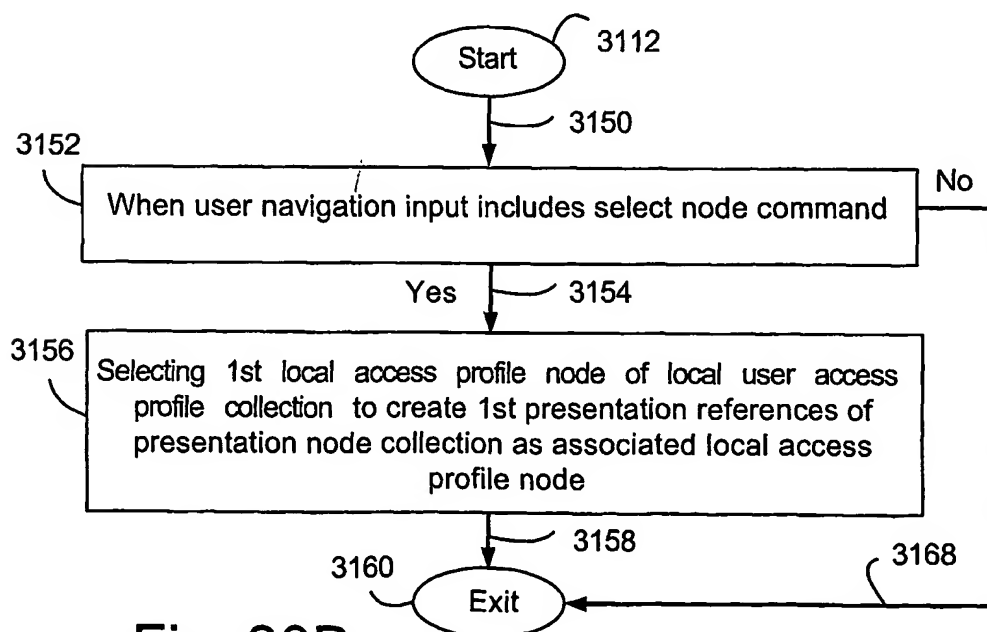 Start
3112
3150
3152
When user navigation input includes select node command
No
Yes
3154
3156
Selecting 1st local access profile node of local user access
profile collection to create 1st presentation references of
presentation node collection as associated local access
profile node
3158
3168
3160
Exit
Fig.